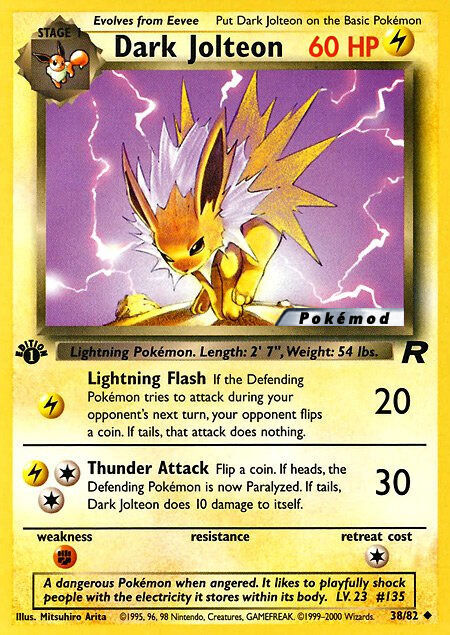 Evolves from Eevee Put Dark Jolteon on the Basic Pokémon
STAGE 1
Dark Jolteon 60 HP
Pokémod
EDITION
1
Lightning Pokémon. Length: 2' 7", Weight: 54 lbs.
R
Lightning Flash If the Defending
Pokémon tries to attack during your
opponent's next turn, your opponent flips
a coin. If tails, that attack does nothing.
20
Thunder Attack Flip a coin. If heads, the
Defending Pokémon is now Paralyzed. If tails,
Dark Jolteon does 10 damage to itself.
30
weakness resistance retreat cost
A dangerous Pokémon when angered. It likes to playfully shock
people with the electricity it stores within its body. LV. 23 #135
Illus. Mitsuhiro Arita ©1995, 96, 98 Nintendo, Creatures, GAMEFREAK. ©1999-2000 Wizards. 38/82